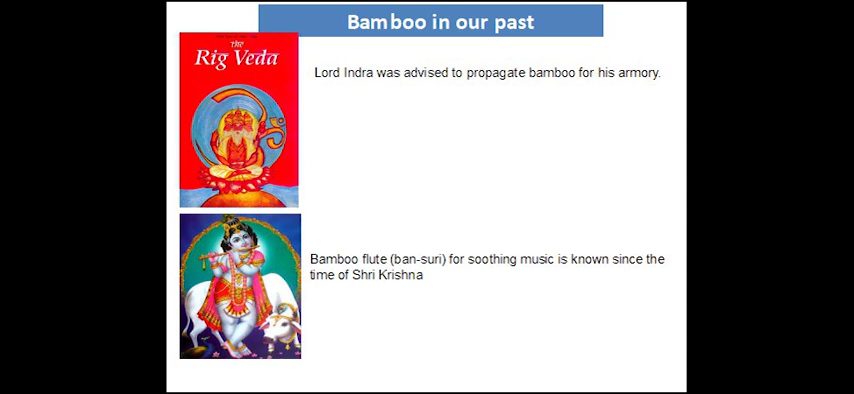 Bamboo in our past
the
Rig Veda
Lord Indra was advised to propagate bamboo for his armory.
Bamboo flute (ban-suri) for soothing music is known since the
time of Shri Krishna